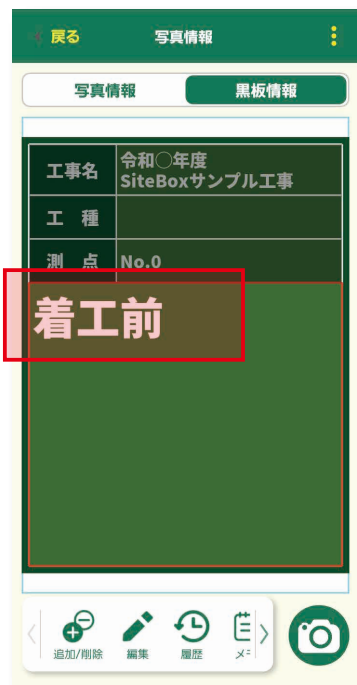 戻る
写真情報
写真情報
黒板情報
工事名
令和○年度
SiteBoxサンプル工事
工 種
測 点
No.0
着工前
追加/削除
編集
履歴
メモ